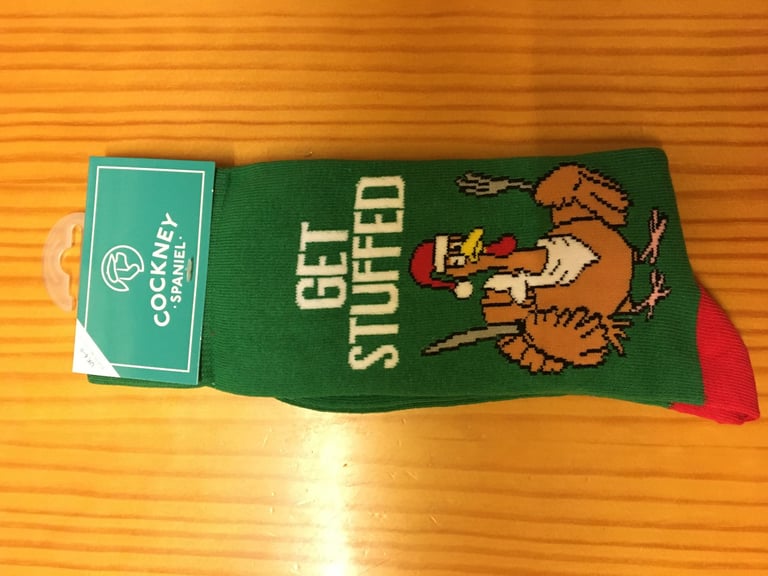 COCKNEY
· SPANIEL ·
GET
STUFFED